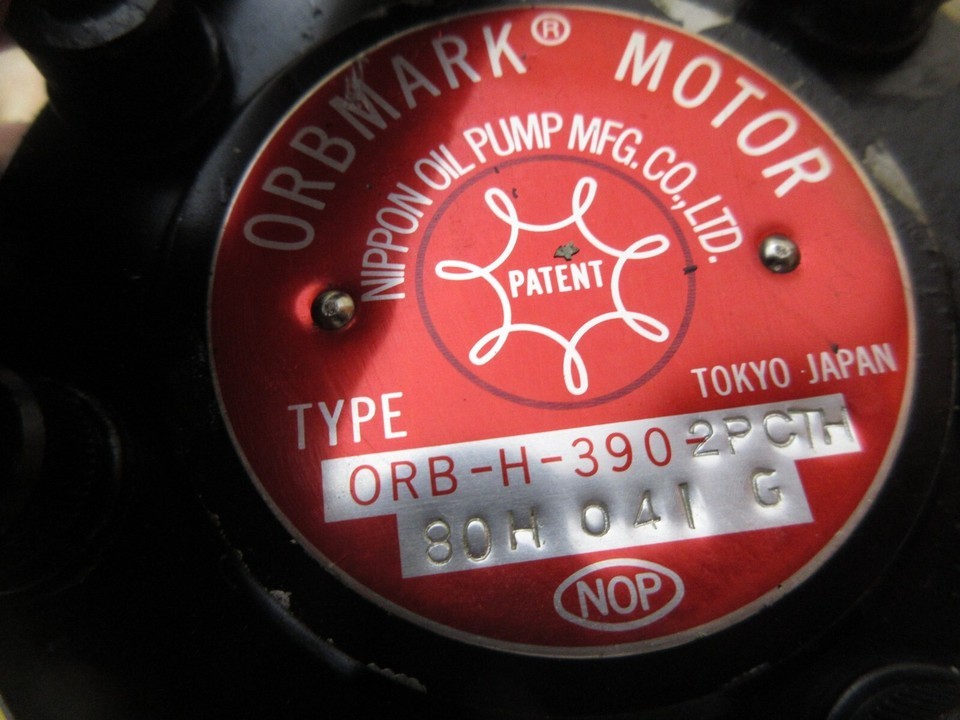 ORBMARK® MOTOR
NIPPON OIL PUMP MFG. CO., LTD.
PATENT
TOKYO JAPAN
TYPE
ORB-H-390-2PCTH
80H 041 G
NOP